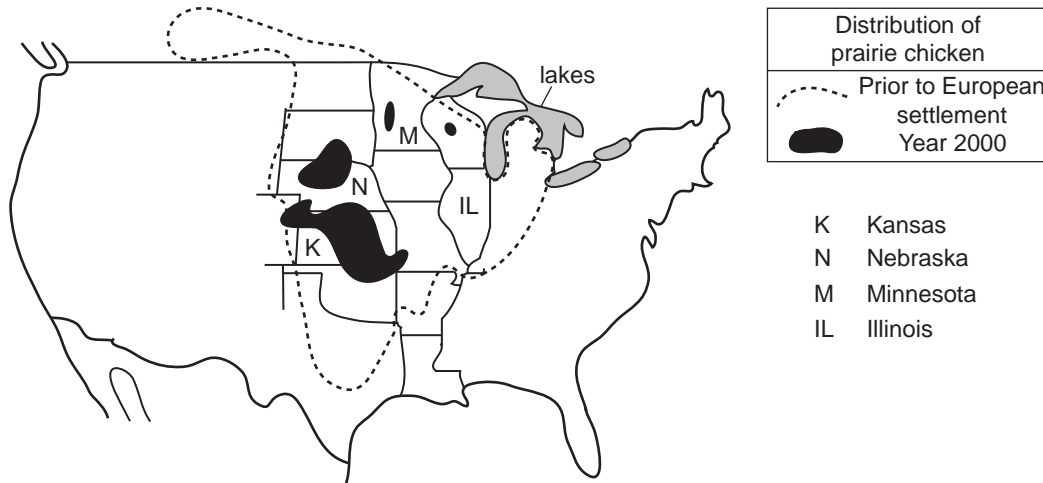 Distribution of
prairie chicken
Prior to European
settlement
Year 2000
lakes
M
N
IL
K
K Kansas
N Nebraska
M Minnesota
IL Illinois